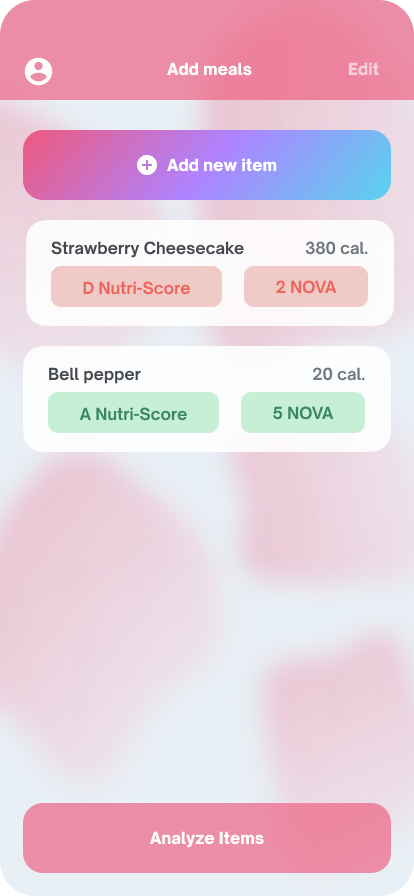 Add meals
Edit
Add new item
Strawberry Cheesecake
380 cal.
D Nutri-Score
2 NOVA
Bell pepper
20 cal.
A Nutri-Score
5 NOVA
Analyze Items